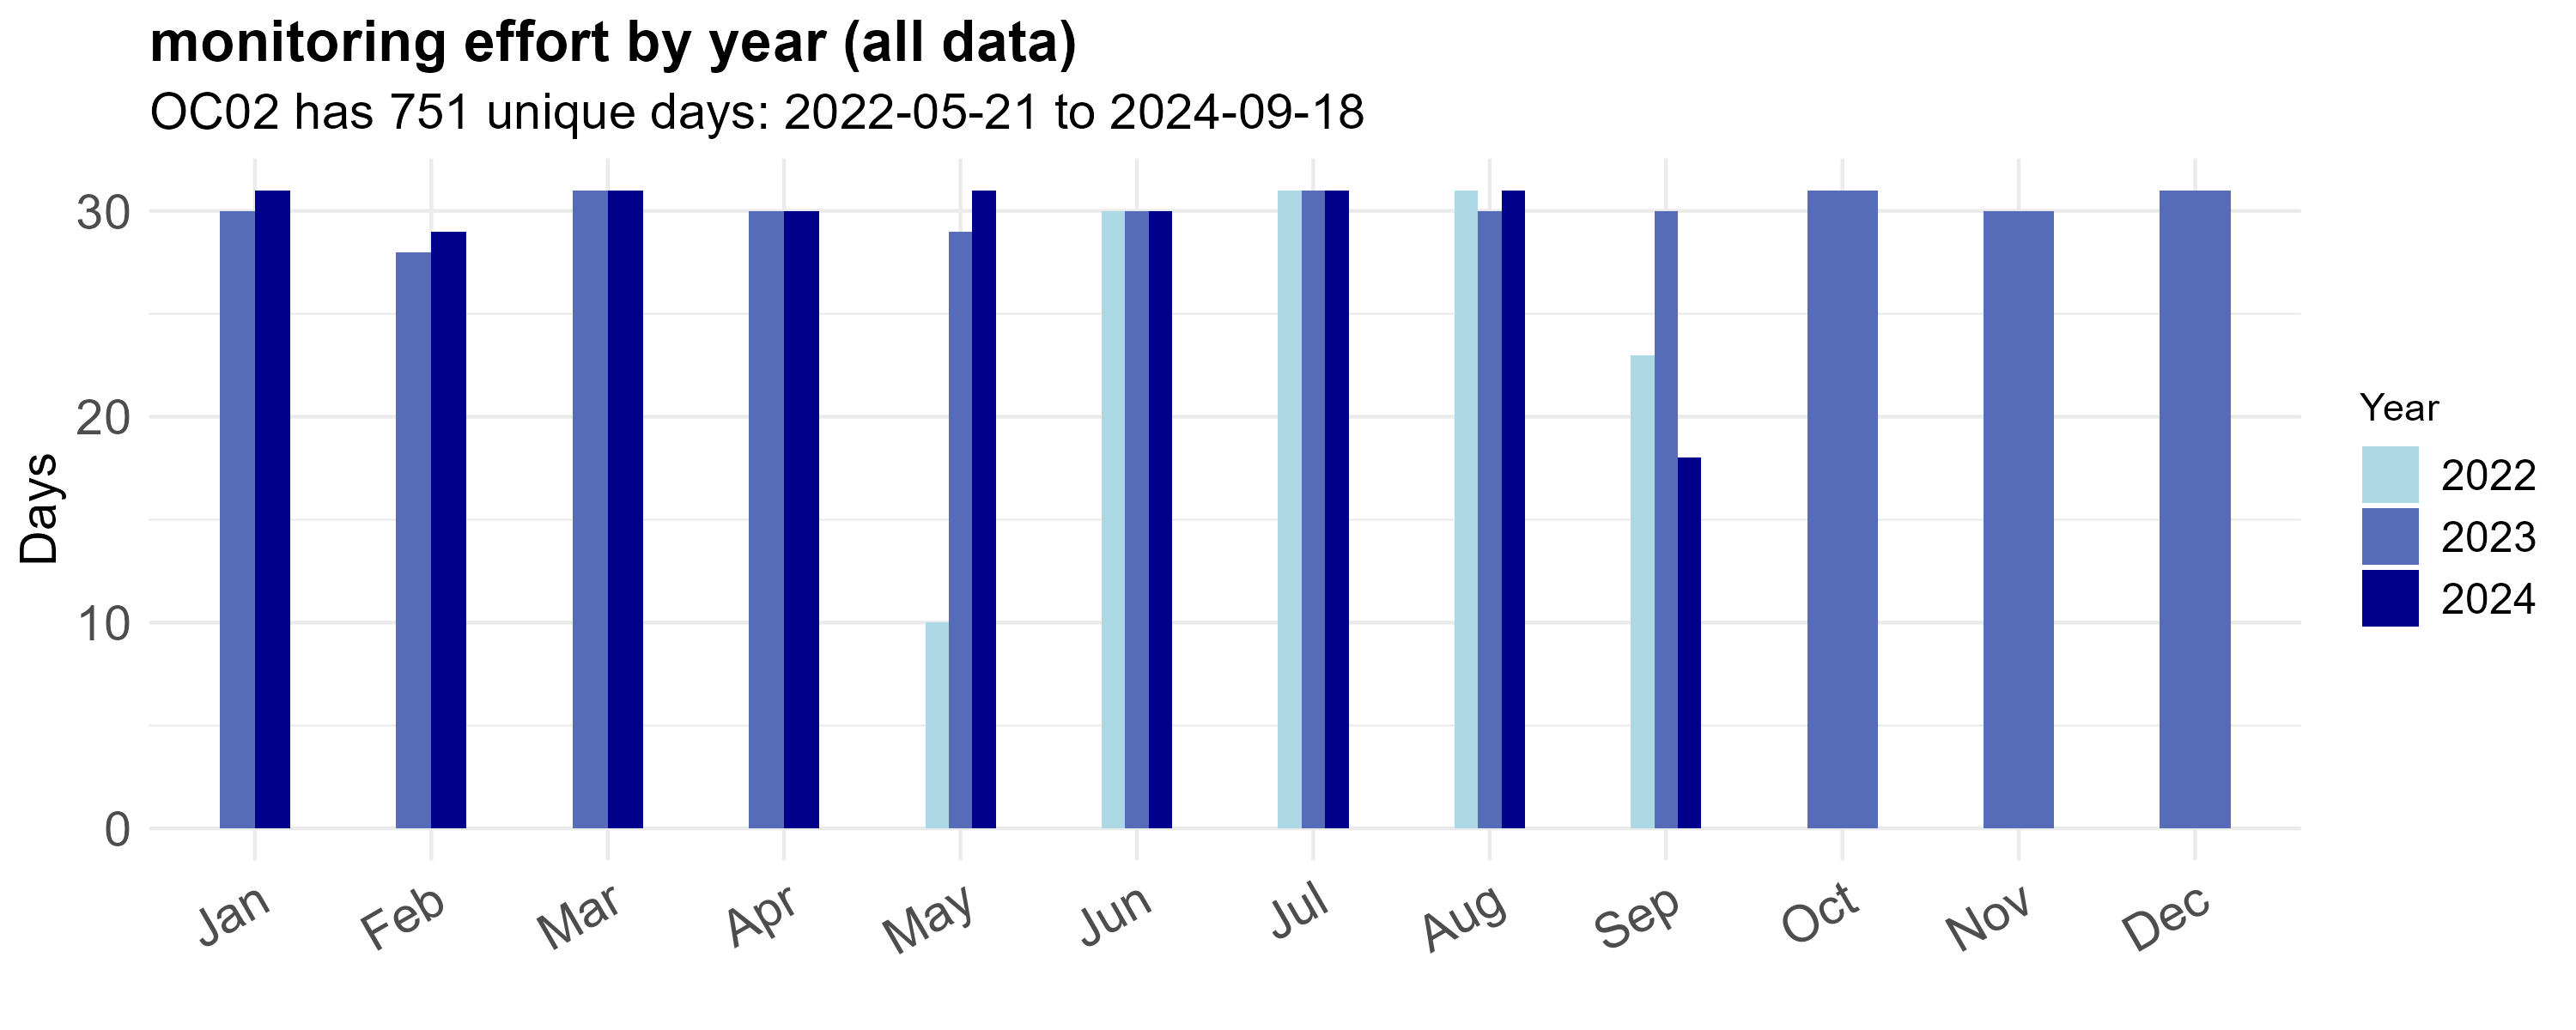 monitoring effort by year (all data)
OC02 has 751 unique days: 2022-05-21 to 2024-09-18
30
20
10
0
Days
Jan Feb Mar Apr May Jun Jul Aug Sep Oct Nov Dec
Year
2022
2023
2024